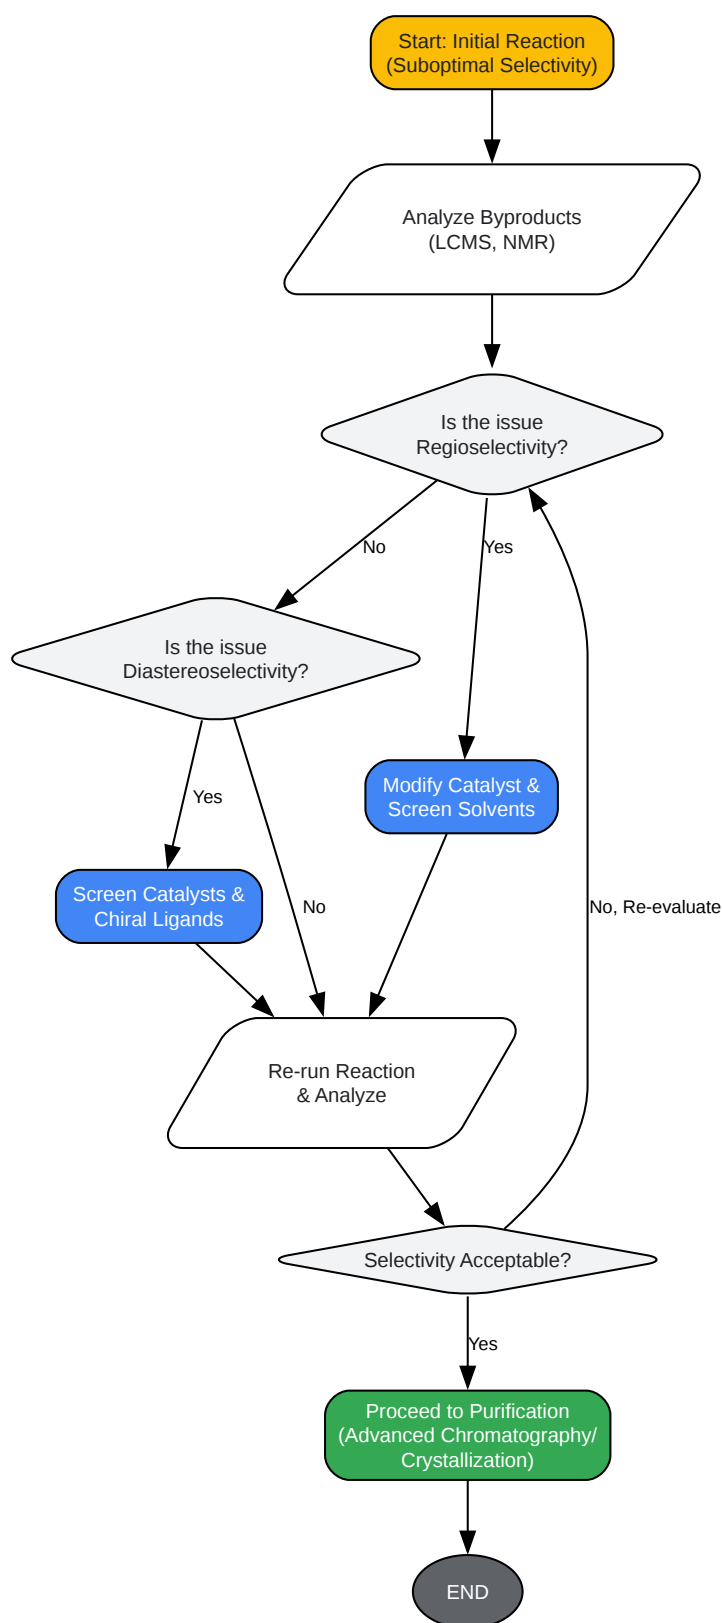 Start: Initial Reaction
(Suboptimal Selectivity)
Analyze Byproducts
(LCMS, NMR)
Is the issue
Regioselectivity?
No
Yes
Is the issue
Diastereoselectivity?
Modify Catalyst &
Screen Solvents
Yes
Screen Catalysts &
Chiral Ligands
No
No, Re-evaluate
Re-run Reaction
& Analyze
Selectivity Acceptable?
Yes
Proceed to Purification
(Advanced Chromatography/
Crystallization)
END